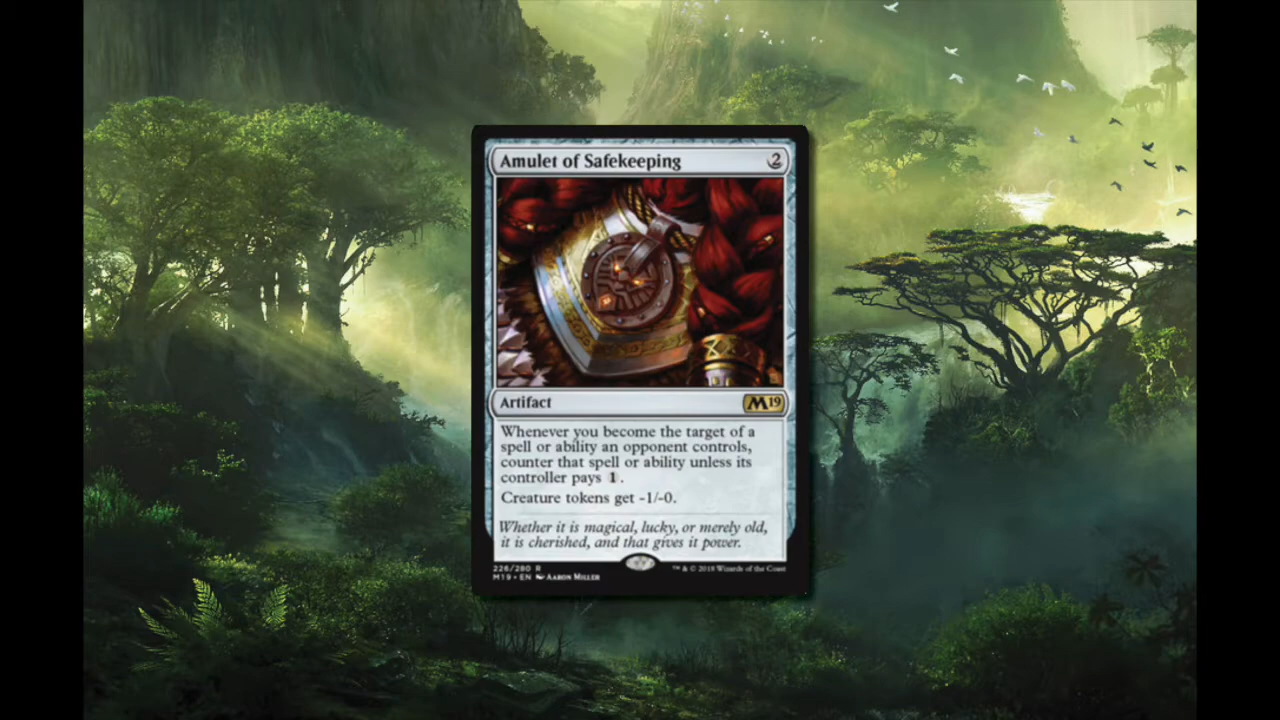 Amulet of Safekeeping 2
Artifact M19
Whenever you become the target of a
spell or ability an opponent controls,
counter that spell or ability unless its
controller pays 1.
Creature tokens get -1/-0.
Whether it is magical, lucky, or merely old,
it is cherished, and that gives it power.
226/280 R
M19 • EN Aaron Miller
™ & © 2018 Wizards of the Coast